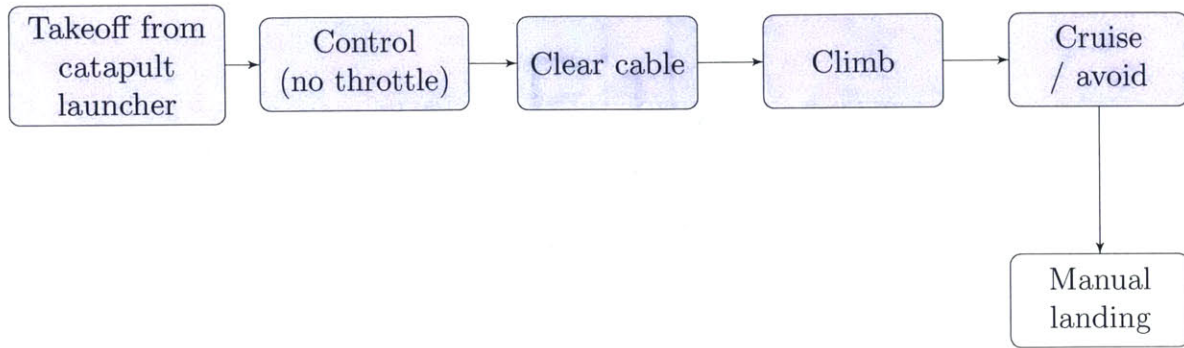 Takeoff from
catapult
launcher
Control
(no throttle)
Clear cable
Climb
Cruise
/ avoid
Manual
landing